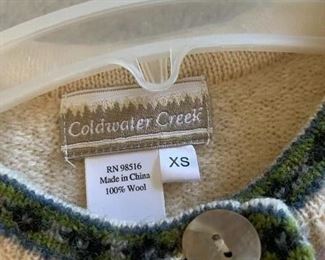 Coldwater Creek
RN 98516
Made in China
100% Wool
XS